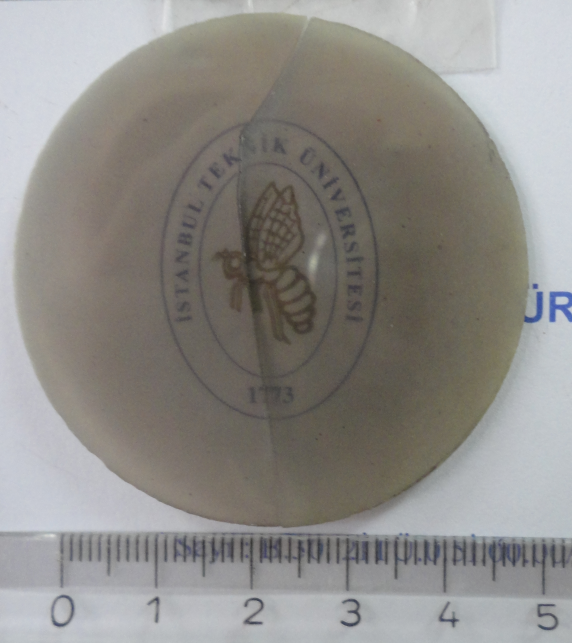 İSTANBUL TEKNİK ÜNİVERSİTESİ
1773
ÜR
0 1 2 3 4 5